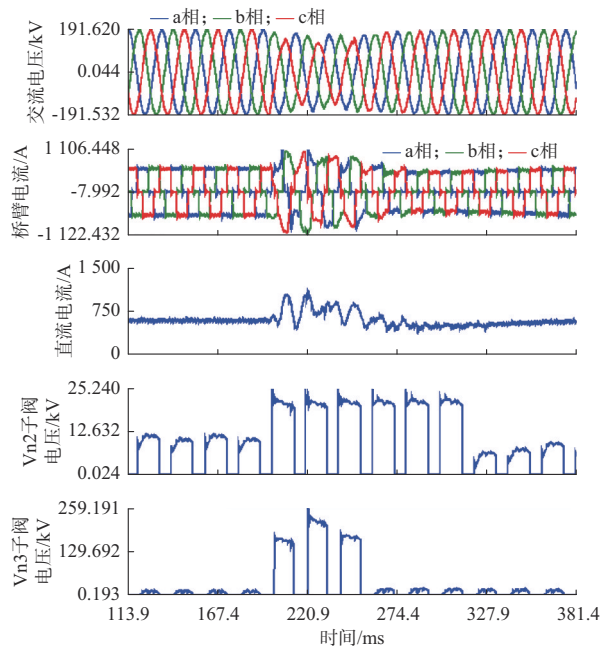 a相; b相; c相
191.620
0.044
-191.532
交流电压/kV
a相; b相; c相
1 106.448
-7.992
-1 122.432
桥臂电流/A
1 500
750
0
直流电流/A
25.240
12.632
0.024
Vn2子阀
电压/kV
259.191
129.692
0.193
Vn3子阀
电压/kV
113.9 167.4 220.9 274.4 327.9 381.4
时间/ms